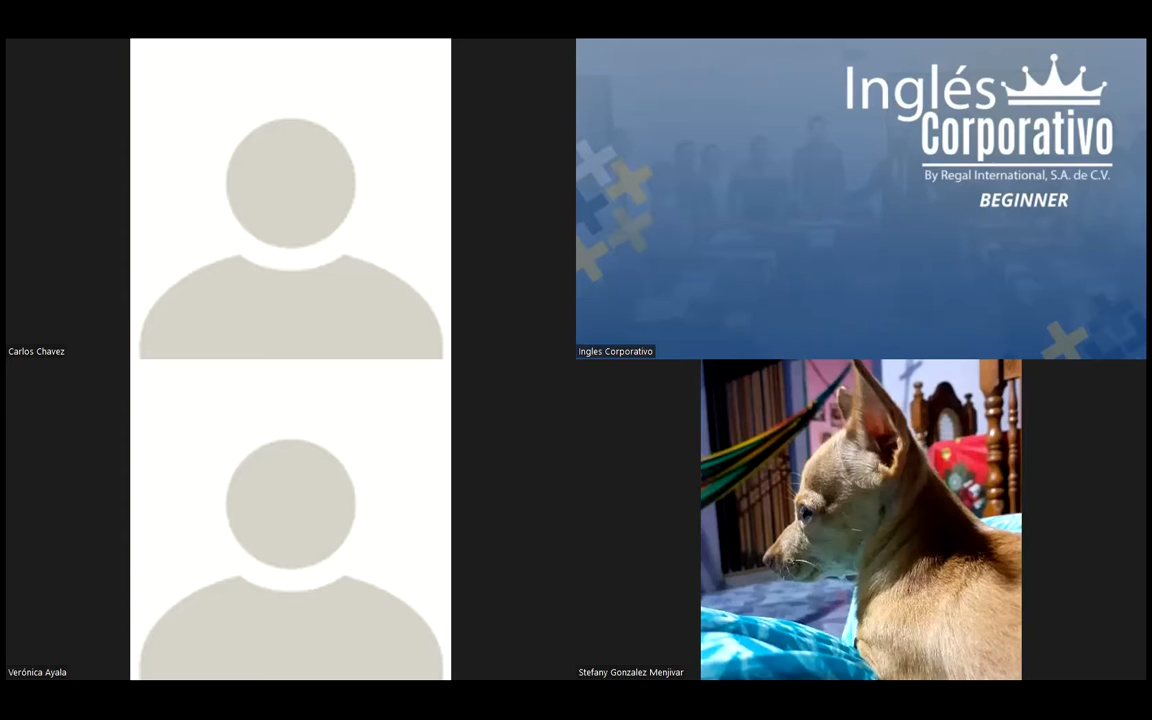 Inglés
Corporativo
By Regal International, S.A. de C.V.
BEGINNER
Carlos Chavez
Ingles Corporativo
Verónica Ayala
Stefany Gonzalez Menjivar